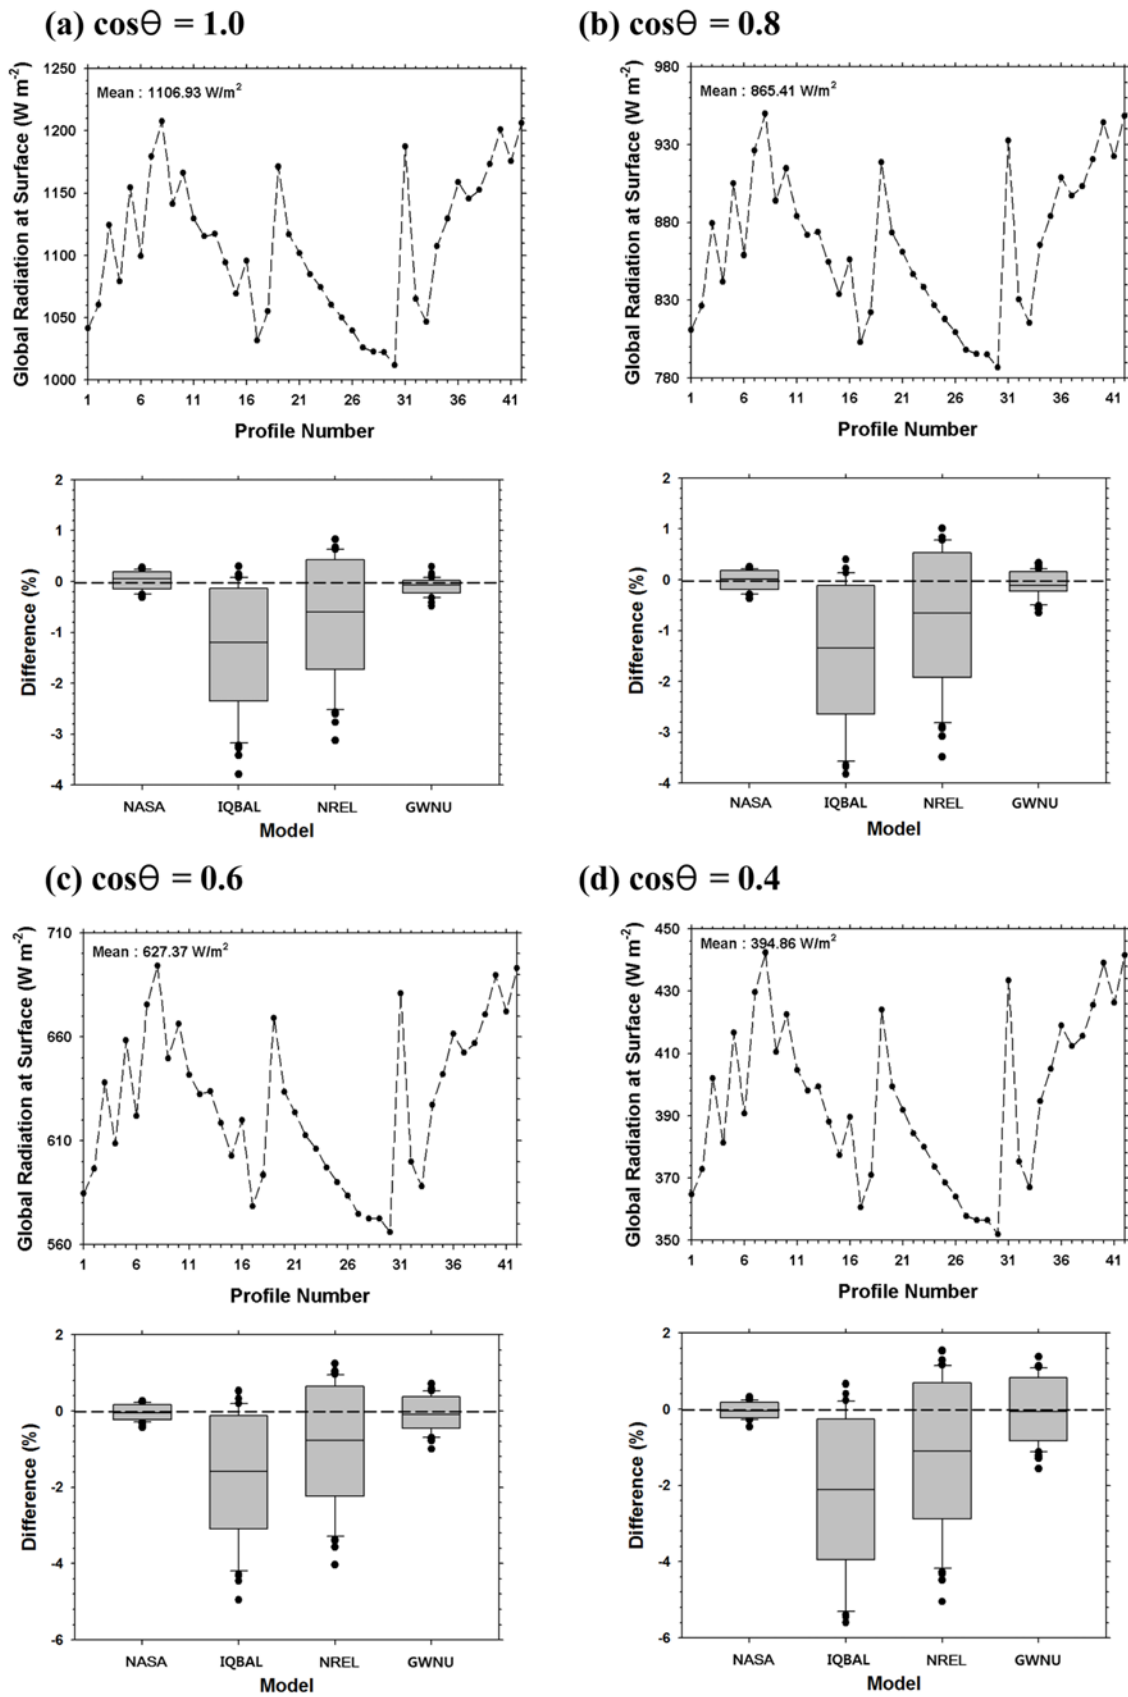 (a) cosθ = 1.0
Global Radiation at Surface (W m-2)
Mean : 1106.93 W/m2
1250
1200
1150
1100
1050
1000
1 6 11 16 21 26 31 36 41
Profile Number
Difference (%)
2
1
0
-1
-2
-3
-4
NASA IQBAL NREL GWNU
Model
(b) cosθ = 0.8
Global Radiation at Surface (W m-2)
Mean : 865.41 W/m2
980
930
880
830
780
1 6 11 16 21 26 31 36 41
Profile Number
Difference (%)
2
1
0
-1
-2
-3
-4
NASA IQBAL NREL GWNU
Model
(c) cosθ = 0.6
Global Radiation at Surface (W m-2)
Mean : 627.37 W/m2
710
660
610
560
1 6 11 16 21 26 31 36 41
Profile Number
Difference (%)
2
0
-2
-4
-6
NASA IQBAL NREL GWNU
Model
(d) cosθ = 0.4
Global Radiation at Surface (W m-2)
Mean : 394.86 W/m2
450
430
410
390
370
350
1 6 11 16 21 26 31 36 41
Profile Number
Difference (%)
2
0
-2
-4
-6
NASA IQBAL NREL GWNU
Model